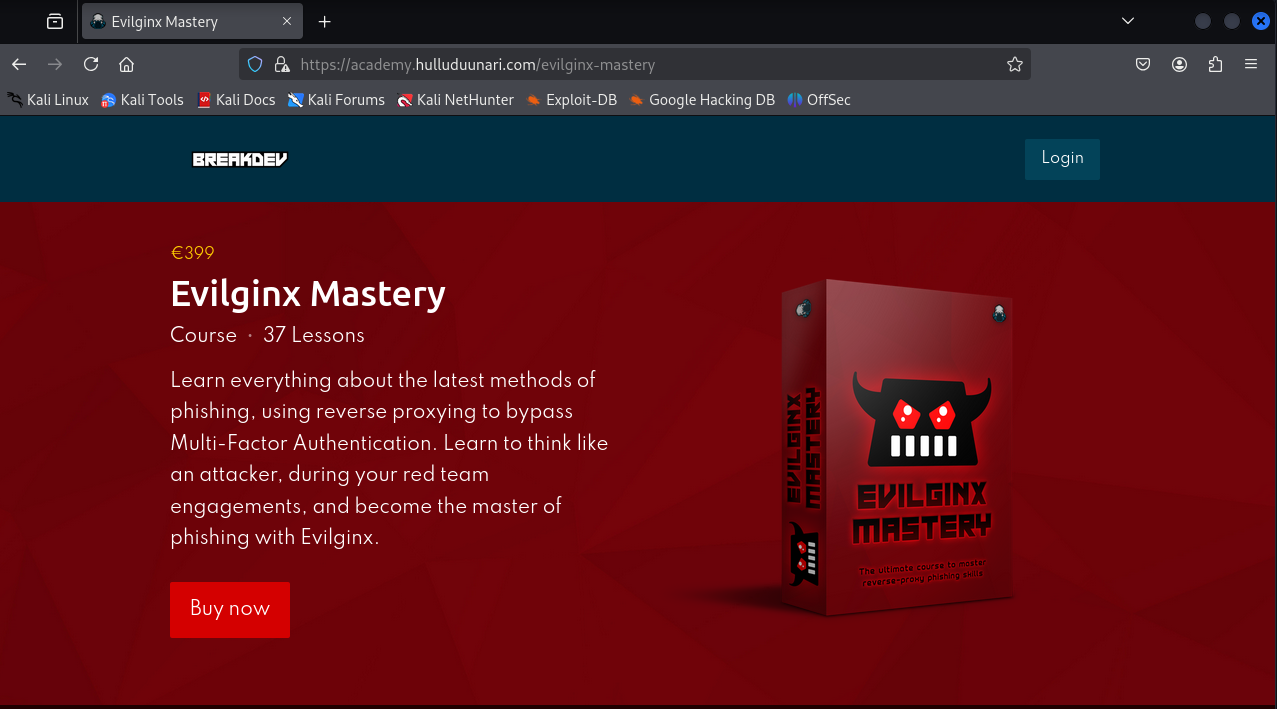 Evilginx Mastery
https://academy.hulluduunari.com/evilginx-mastery
Kali Linux Kali Tools Kali Docs Kali Forums Kali NetHunter Exploit-DB Google Hacking DB OffSec
BREAKDEV
Login
€399
Evilginx Mastery
Course • 37 Lessons
Learn everything about the latest methods of
phishing, using reverse proxying to bypass
Multi-Factor Authentication. Learn to think like
an attacker, during your red team
engagements, and become the master of
phishing with Evilginx.
Buy now
EVILGINX
MASTERY
EVILGINX
MASTERY
The ultimate course to master
reverse-proxy phishing skills